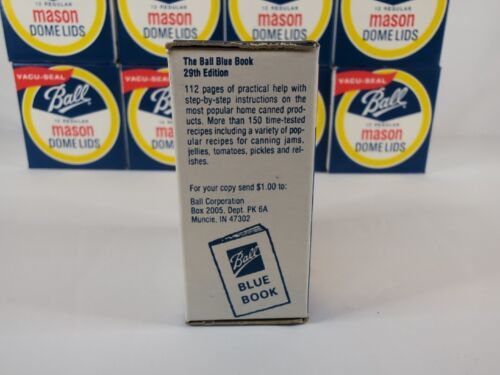 12 REGULAR
mason
DOME LIDS
12 REGULAR
mason
DOME LIDS
VACU-SEAL
Ball
12 REGULAR
mason
DOME LIDS
VACU-SEAL
Ball
12 REGULAR
mason
DOME LIDS
The Ball Blue Book
29th Edition
112 pages of practical help with
step-by-step instructions on the
most popular home canned prod-
ucts. More than 150 time-tested
recipes including a variety of pop-
ular recipes for canning jams,
jellies, tomatoes, pickles and rel-
ishes.
For your copy send $1.00 to:
Ball Corporation
Box 2005, Dept. PK 6A
Muncie, IN 47302
Ball
BLUE
BOOK